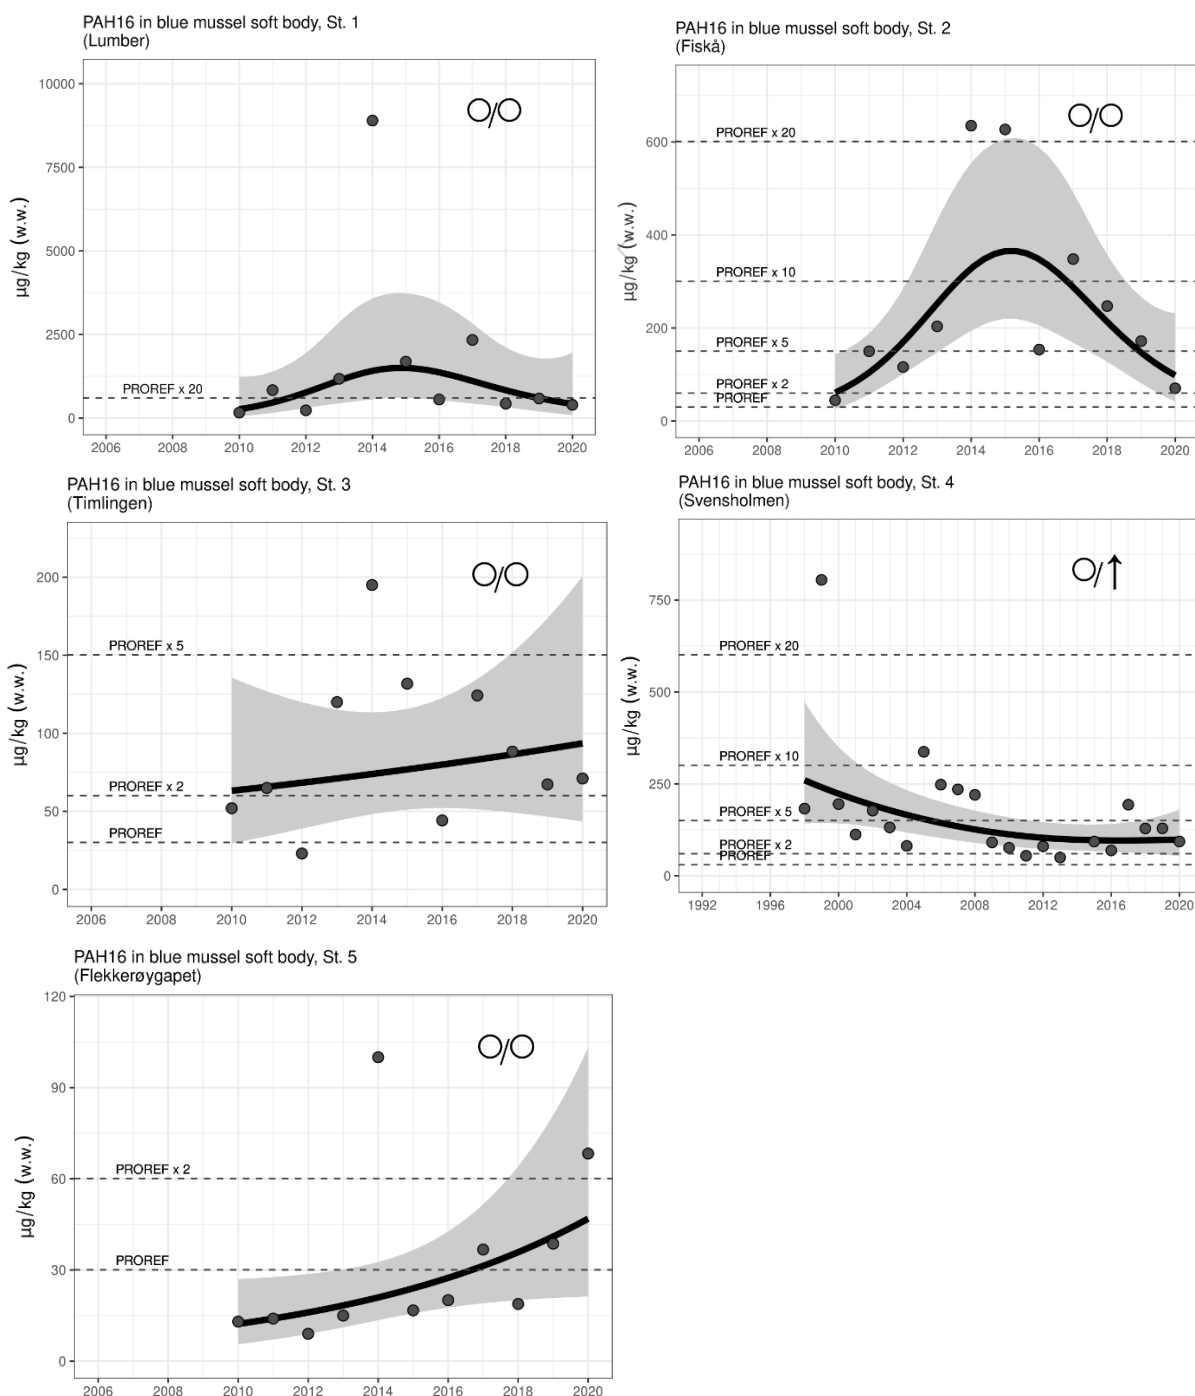 PAH16 in blue mussel soft body, St. 1
(Lumber)
10000
7500
5000
2500
0
µg/kg (w.w.)
PROREF x 20
○/○
2006 2008 2010 2012 2014 2016 2018 2020
PAH16 in blue mussel soft body, St. 2
(Fiskå)
600
400
200
0
µg/kg (w.w.)
PROREF x 20
PROREF x 10
PROREF x 5
PROREF x 2
PROREF
○/○
2006 2008 2010 2012 2014 2016 2018 2020
PAH16 in blue mussel soft body, St. 3
(Timlingen)
200
150
100
50
0
µg/kg (w.w.)
PROREF x 5
PROREF x 2
PROREF
○/○
2006 2008 2010 2012 2014 2016 2018 2020
PAH16 in blue mussel soft body, St. 4
(Svensholmen)
750
500
250
0
µg/kg (w.w.)
PROREF x 20
PROREF x 10
PROREF x 5
PROREF x 2
PROREF
○/↑
1992 1996 2000 2004 2008 2012 2016 2020
PAH16 in blue mussel soft body, St. 5
(Flekkerøygapet)
120
90
60
30
0
µg/kg (w.w.)
PROREF x 2
PROREF
○/○
2006 2008 2010 2012 2014 2016 2018 2020